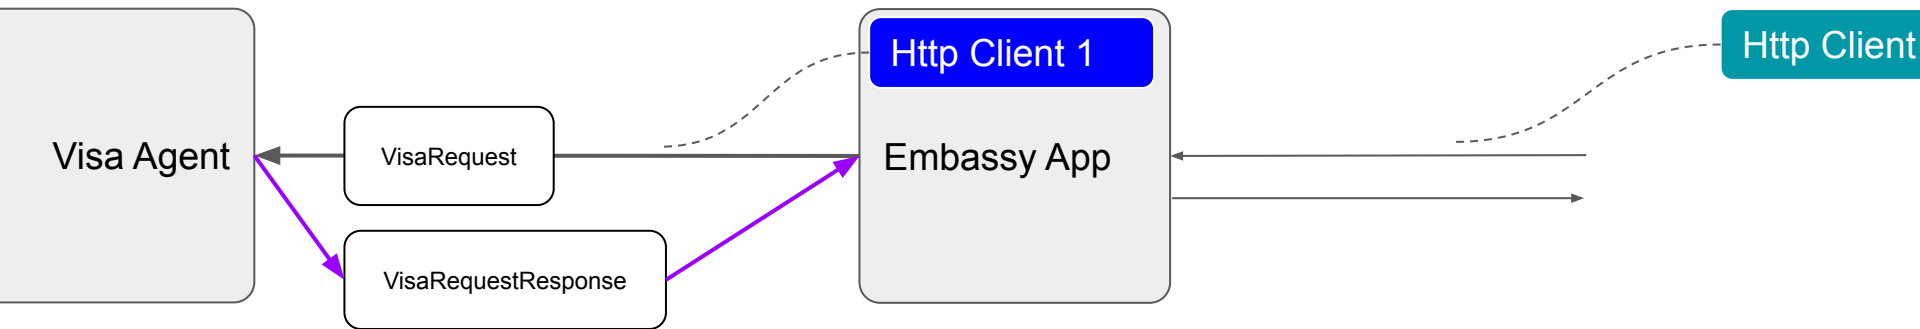 Http Client 1
Http Client
Visa Agent
VisaRequest
Embassy App
VisaRequestResponse